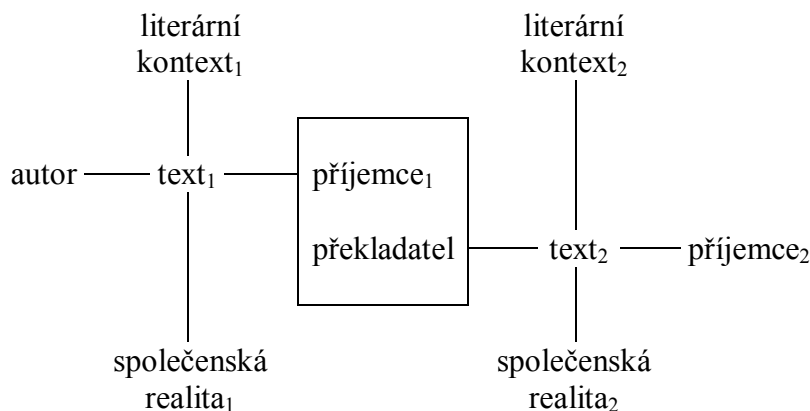 literární
kontext₁
literární
kontext₂
autor
text₁
příjemce₁
překladatel
text₂
příjemce₂
společenská
realita₁
společenská
realita₂